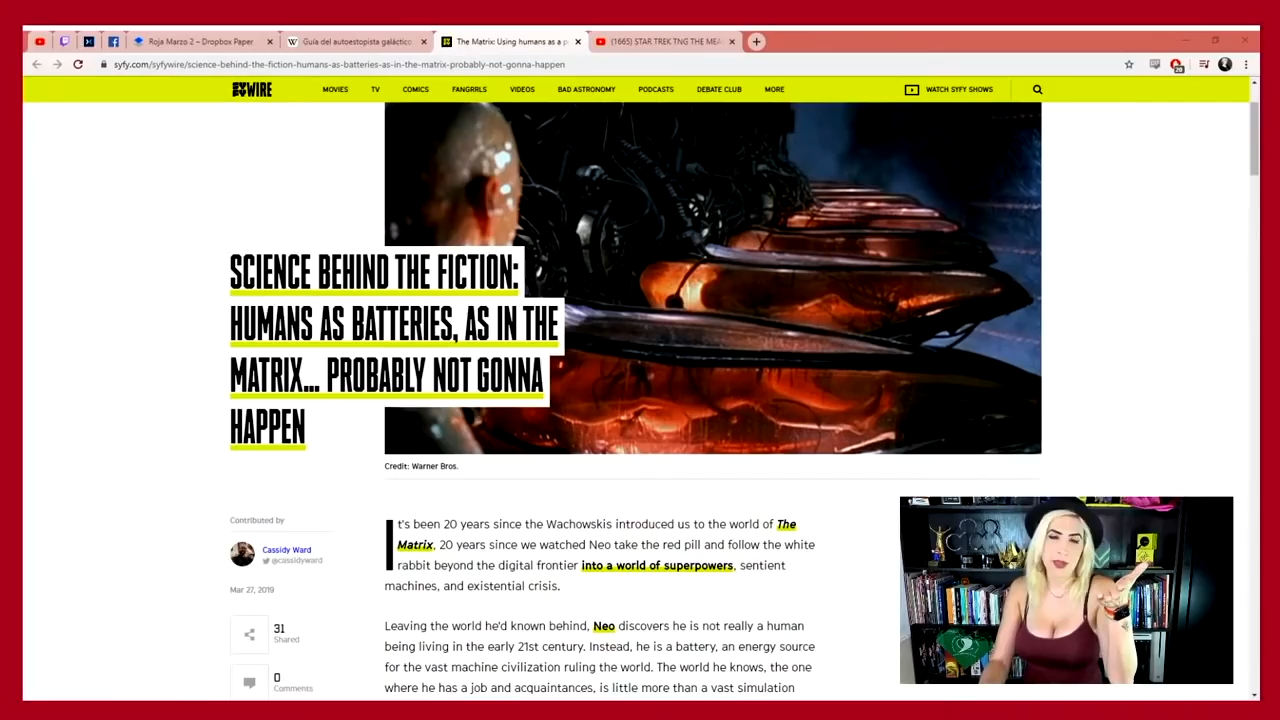 Roja Marzo 2 – Dropbox Paper
Guía del autoestopista galáctico
The Matrix: Using humans as a p
(1665) STAR TREK TNG THE MEA
syfy.com/syfywire/science-behind-the-fiction-humans-as-batteries-as-in-the-matrix-probably-not-gonna-happen
20
SYFY WIRE
MOVIES
TV
COMICS
FANGRRLS
VIDEOS
BAD ASTRONOMY
PODCASTS
DEBATE CLUB
MORE
WATCH SYFY SHOWS
SCIENCE BEHIND THE FICTION:
HUMANS AS BATTERIES, AS IN THE
MATRIX... PROBABLY NOT GONNA
HAPPEN
Credit: Warner Bros.
Contributed by
Cassidy Ward
@cassidyward
Mar 27, 2019
31
Shared
0
Comments
It's been 20 years since the Wachowskis introduced us to the world of The
Matrix, 20 years since we watched Neo take the red pill and follow the white
rabbit beyond the digital frontier into a world of superpowers, sentient
machines, and existential crisis.
Leaving the world he'd known behind, Neo discovers he is not really a human
being living in the early 21st century. Instead, he is a battery, an energy source
for the vast machine civilization ruling the world. The world he knows, the one
where he has a job and acquaintances, is little more than a vast simulation